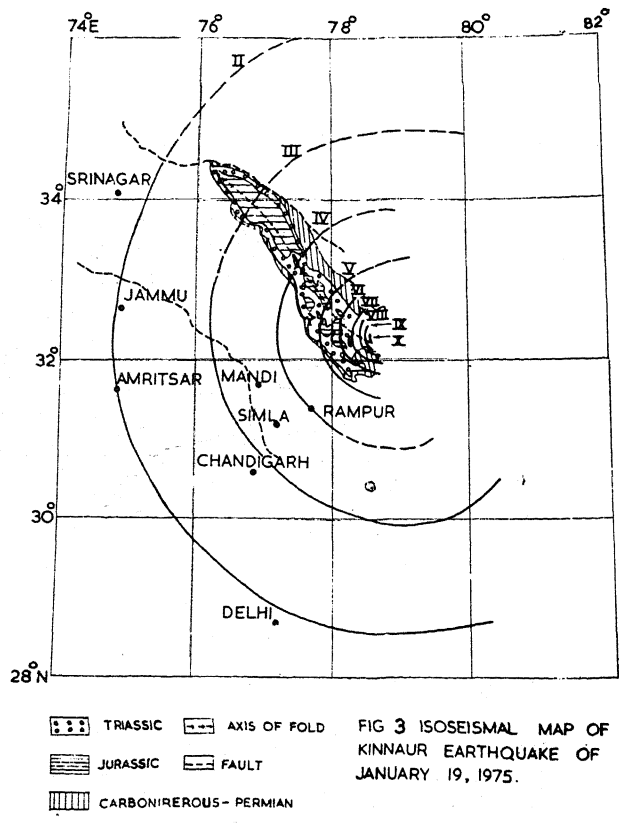 74°E 76° 78° 80° 82°
II
III
SRINAGAR
34°
IV
V
VI
VII
VIII
IX
X
JAMMU
32°
AMRITSAR MANDI
SIMLA RAMPUR
CHANDIGARH
30°
DELHI
28°N
TRIASSIC AXIS OF FOLD
JURASSIC FAULT
CARBONIREROUS-PERMIAN
FIG 3 ISOSEISMAL MAP OF
KINNAUR EARTHQUAKE OF
JANUARY 19, 1975.